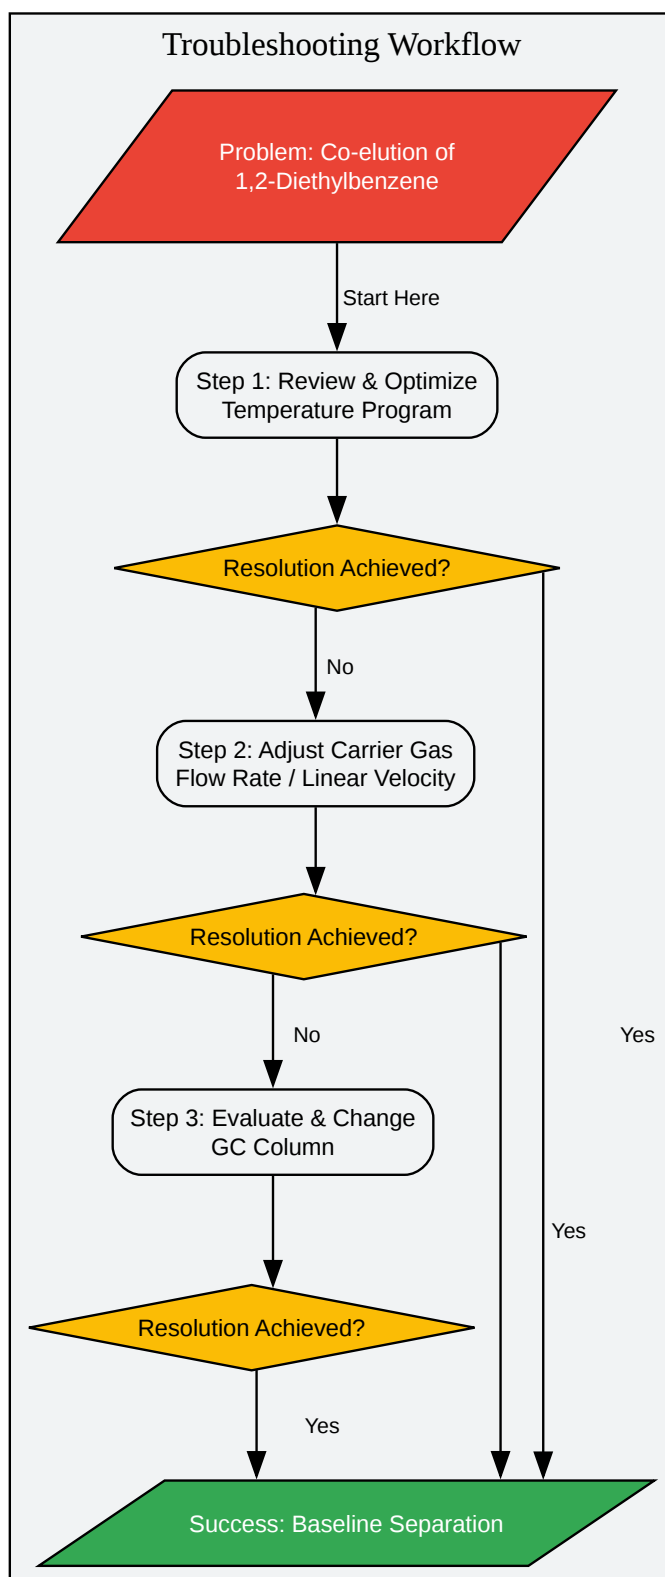 Troubleshooting Workflow
Problem: Co-elution of
1,2-Diethylbenzene
Start Here
Step 1: Review & Optimize
Temperature Program
Resolution Achieved?
No
Step 2: Adjust Carrier Gas
Flow Rate / Linear Velocity
Resolution Achieved?
No
Yes
Step 3: Evaluate & Change
GC Column
Yes
Resolution Achieved?
Yes
Success: Baseline Separation